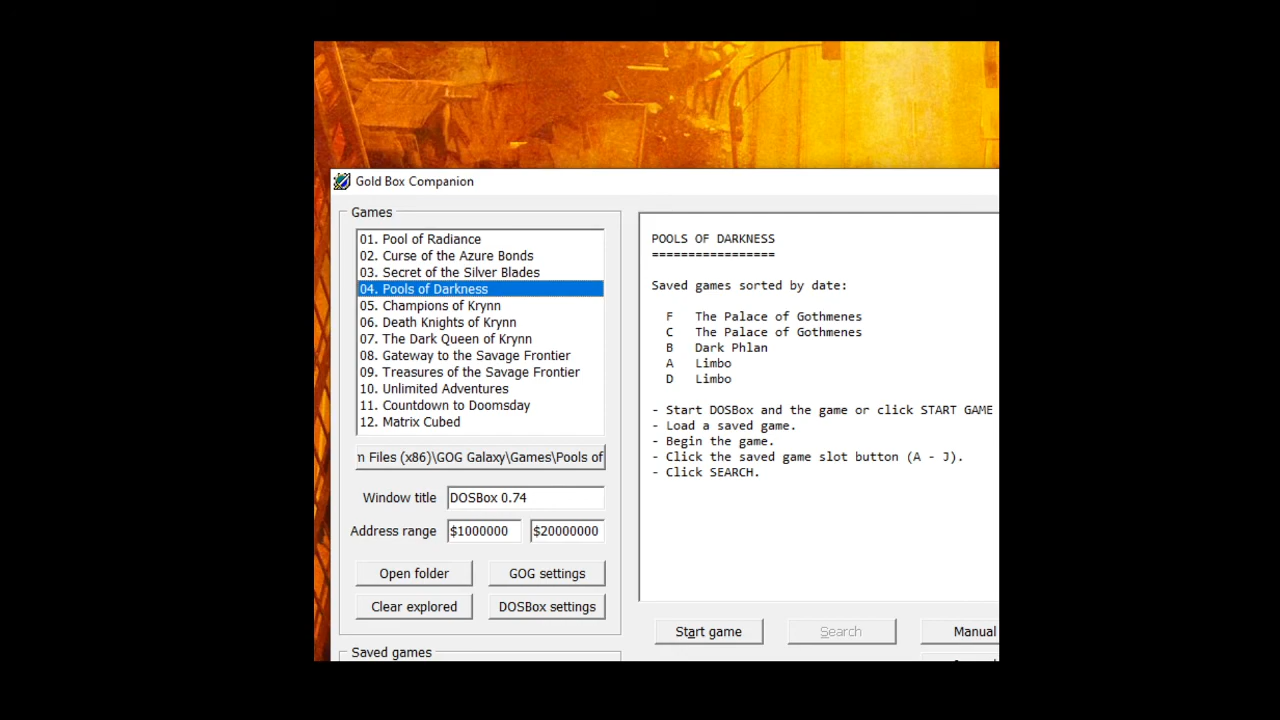 Gold Box Companion
Games
01. Pool of Radiance
02. Curse of the Azure Bonds
03. Secret of the Silver Blades
04. Pools of Darkness
05. Champions of Krynn
06. Death Knights of Krynn
07. The Dark Queen of Krynn
08. Gateway to the Savage Frontier
09. Treasures of the Savage Frontier
10. Unlimited Adventures
11. Countdown to Doomsday
12. Matrix Cubed
m Files (x86)\GOG Galaxy\Games\Pools of
Window title DOSBox 0.74
Address range $1000000 $20000000
Open folder GOG settings
Clear explored DOSBox settings
Saved games
POOLS OF DARKNESS
=================
Saved games sorted by date:
F The Palace of Gothmenes
C The Palace of Gothmenes
B Dark Phlan
A Limbo
D Limbo
- Start DOSBox and the game or click START GAME
- Load a saved game.
- Begin the game.
- Click the saved game slot button (A - J).
- Click SEARCH.
Start game Search Manual